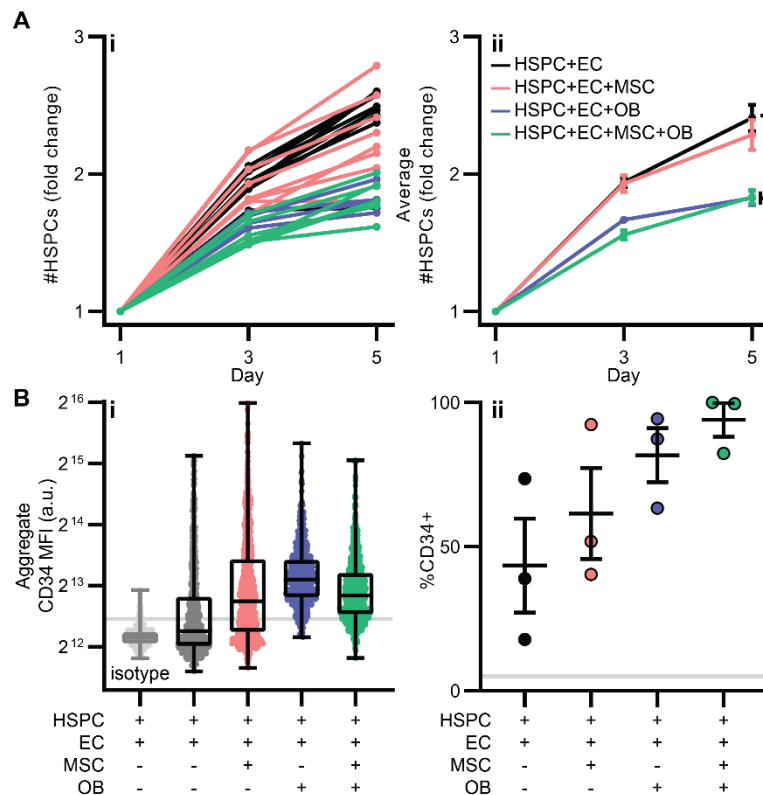 A
i
3
2
1
#HSPCs (fold change)
1 3 5
Day
ii
3
2
1
Average
#HSPCs (fold change)
HSPC+EC
HSPC+EC+MSC
HSPC+EC+OB
HSPC+EC+MSC+OB
1 3 5
Day
B
i
2^16
2^15
2^14
2^13
2^12
Aggregate
CD34 MFI (a.u.)
isotype
HSPC + + + + +
EC + + + + +
MSC - - + - +
OB - - - + +
ii
100
50
0
%CD34+
HSPC + + + +
EC + + + +
MSC - + - +
OB - - + +